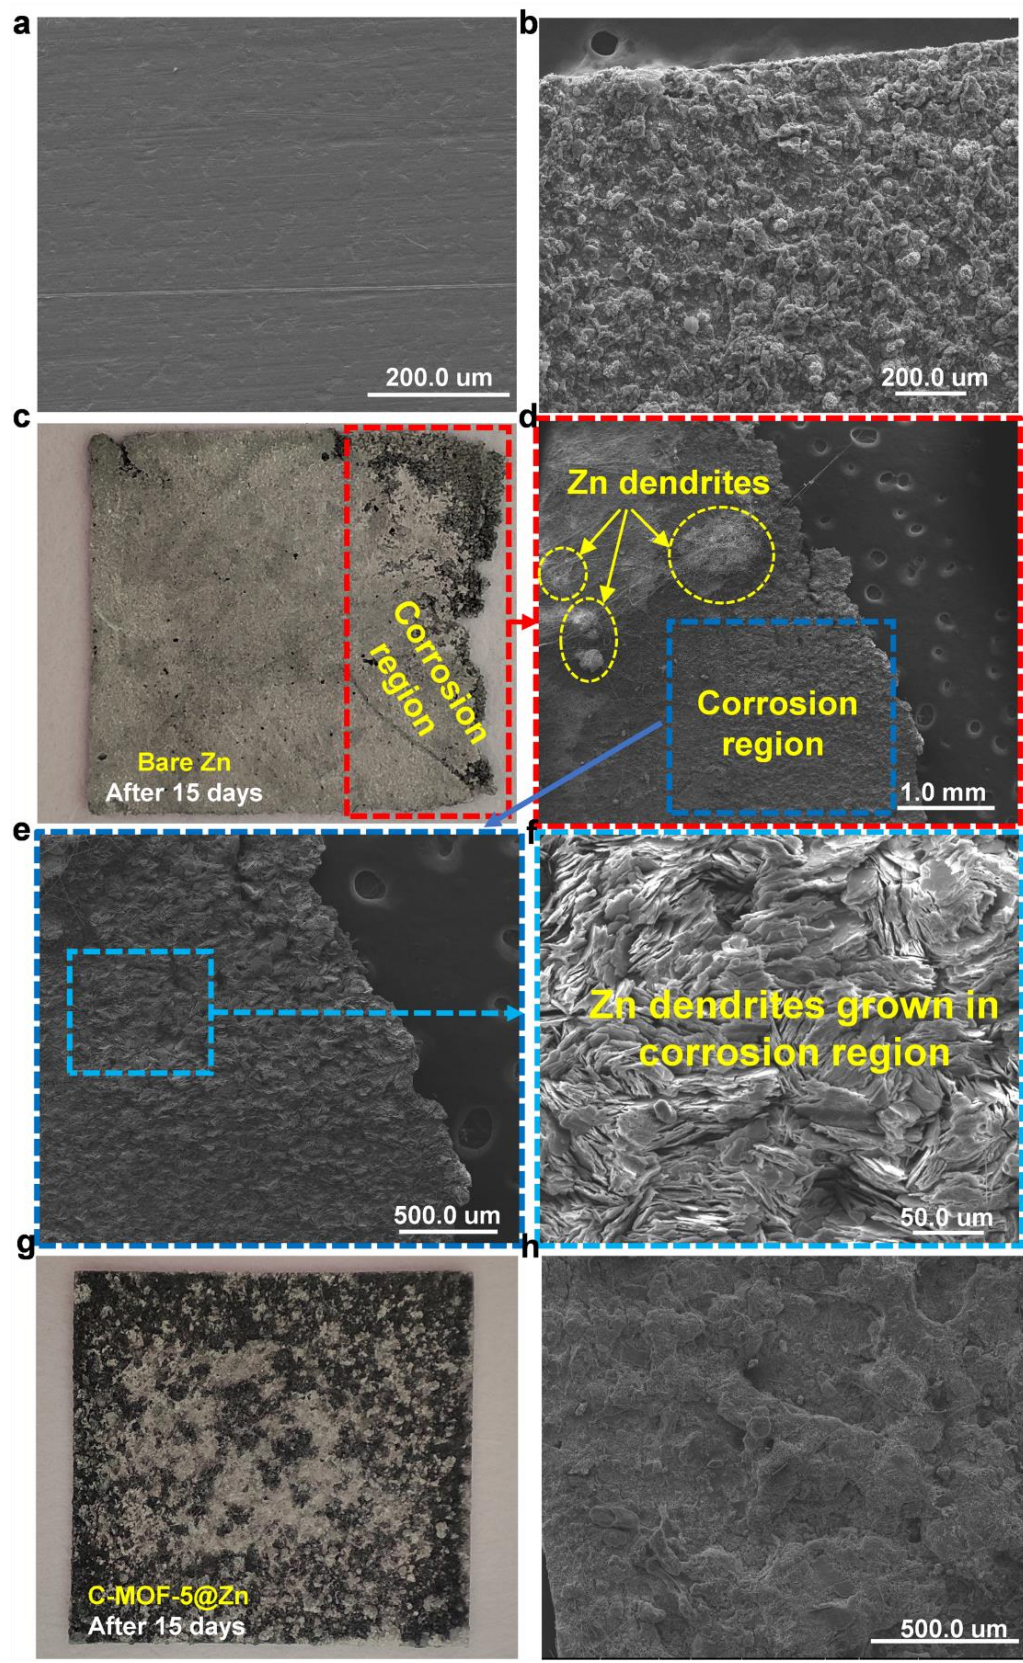 a
b
200.0 um
200.0 um
c
d
Zn dendrites
Corrosion
region
Corrosion
region
Bare Zn
After 15 days
1.0 mm
e
f
Zn dendrites grown in
corrosion region
500.0 um
50.0 um
g
h
C-MOF-5@Zn
After 15 days
500.0 um